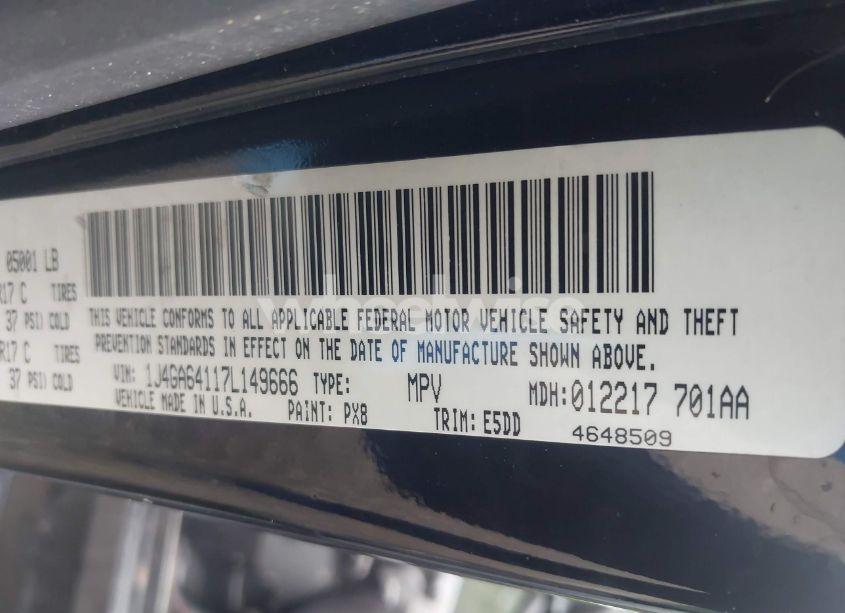 05001 LB
R17 C TIRES
37 PSI) COLD
R17 C TIRES
37 PSI) COLD
THIS VEHICLE CONFORMS TO ALL APPLICABLE FEDERAL MOTOR VEHICLE SAFETY AND THEFT
PREVENTION STANDARDS IN EFFECT ON THE DATE OF MANUFACTURE SHOWN ABOVE.
VIN: 1J4GA64117L149666 TYPE: MPV MDH:012217 701AA
VEHICLE MADE IN U.S.A. PAINT: PX8 TRIM: E5DD 4648509
wheelwise